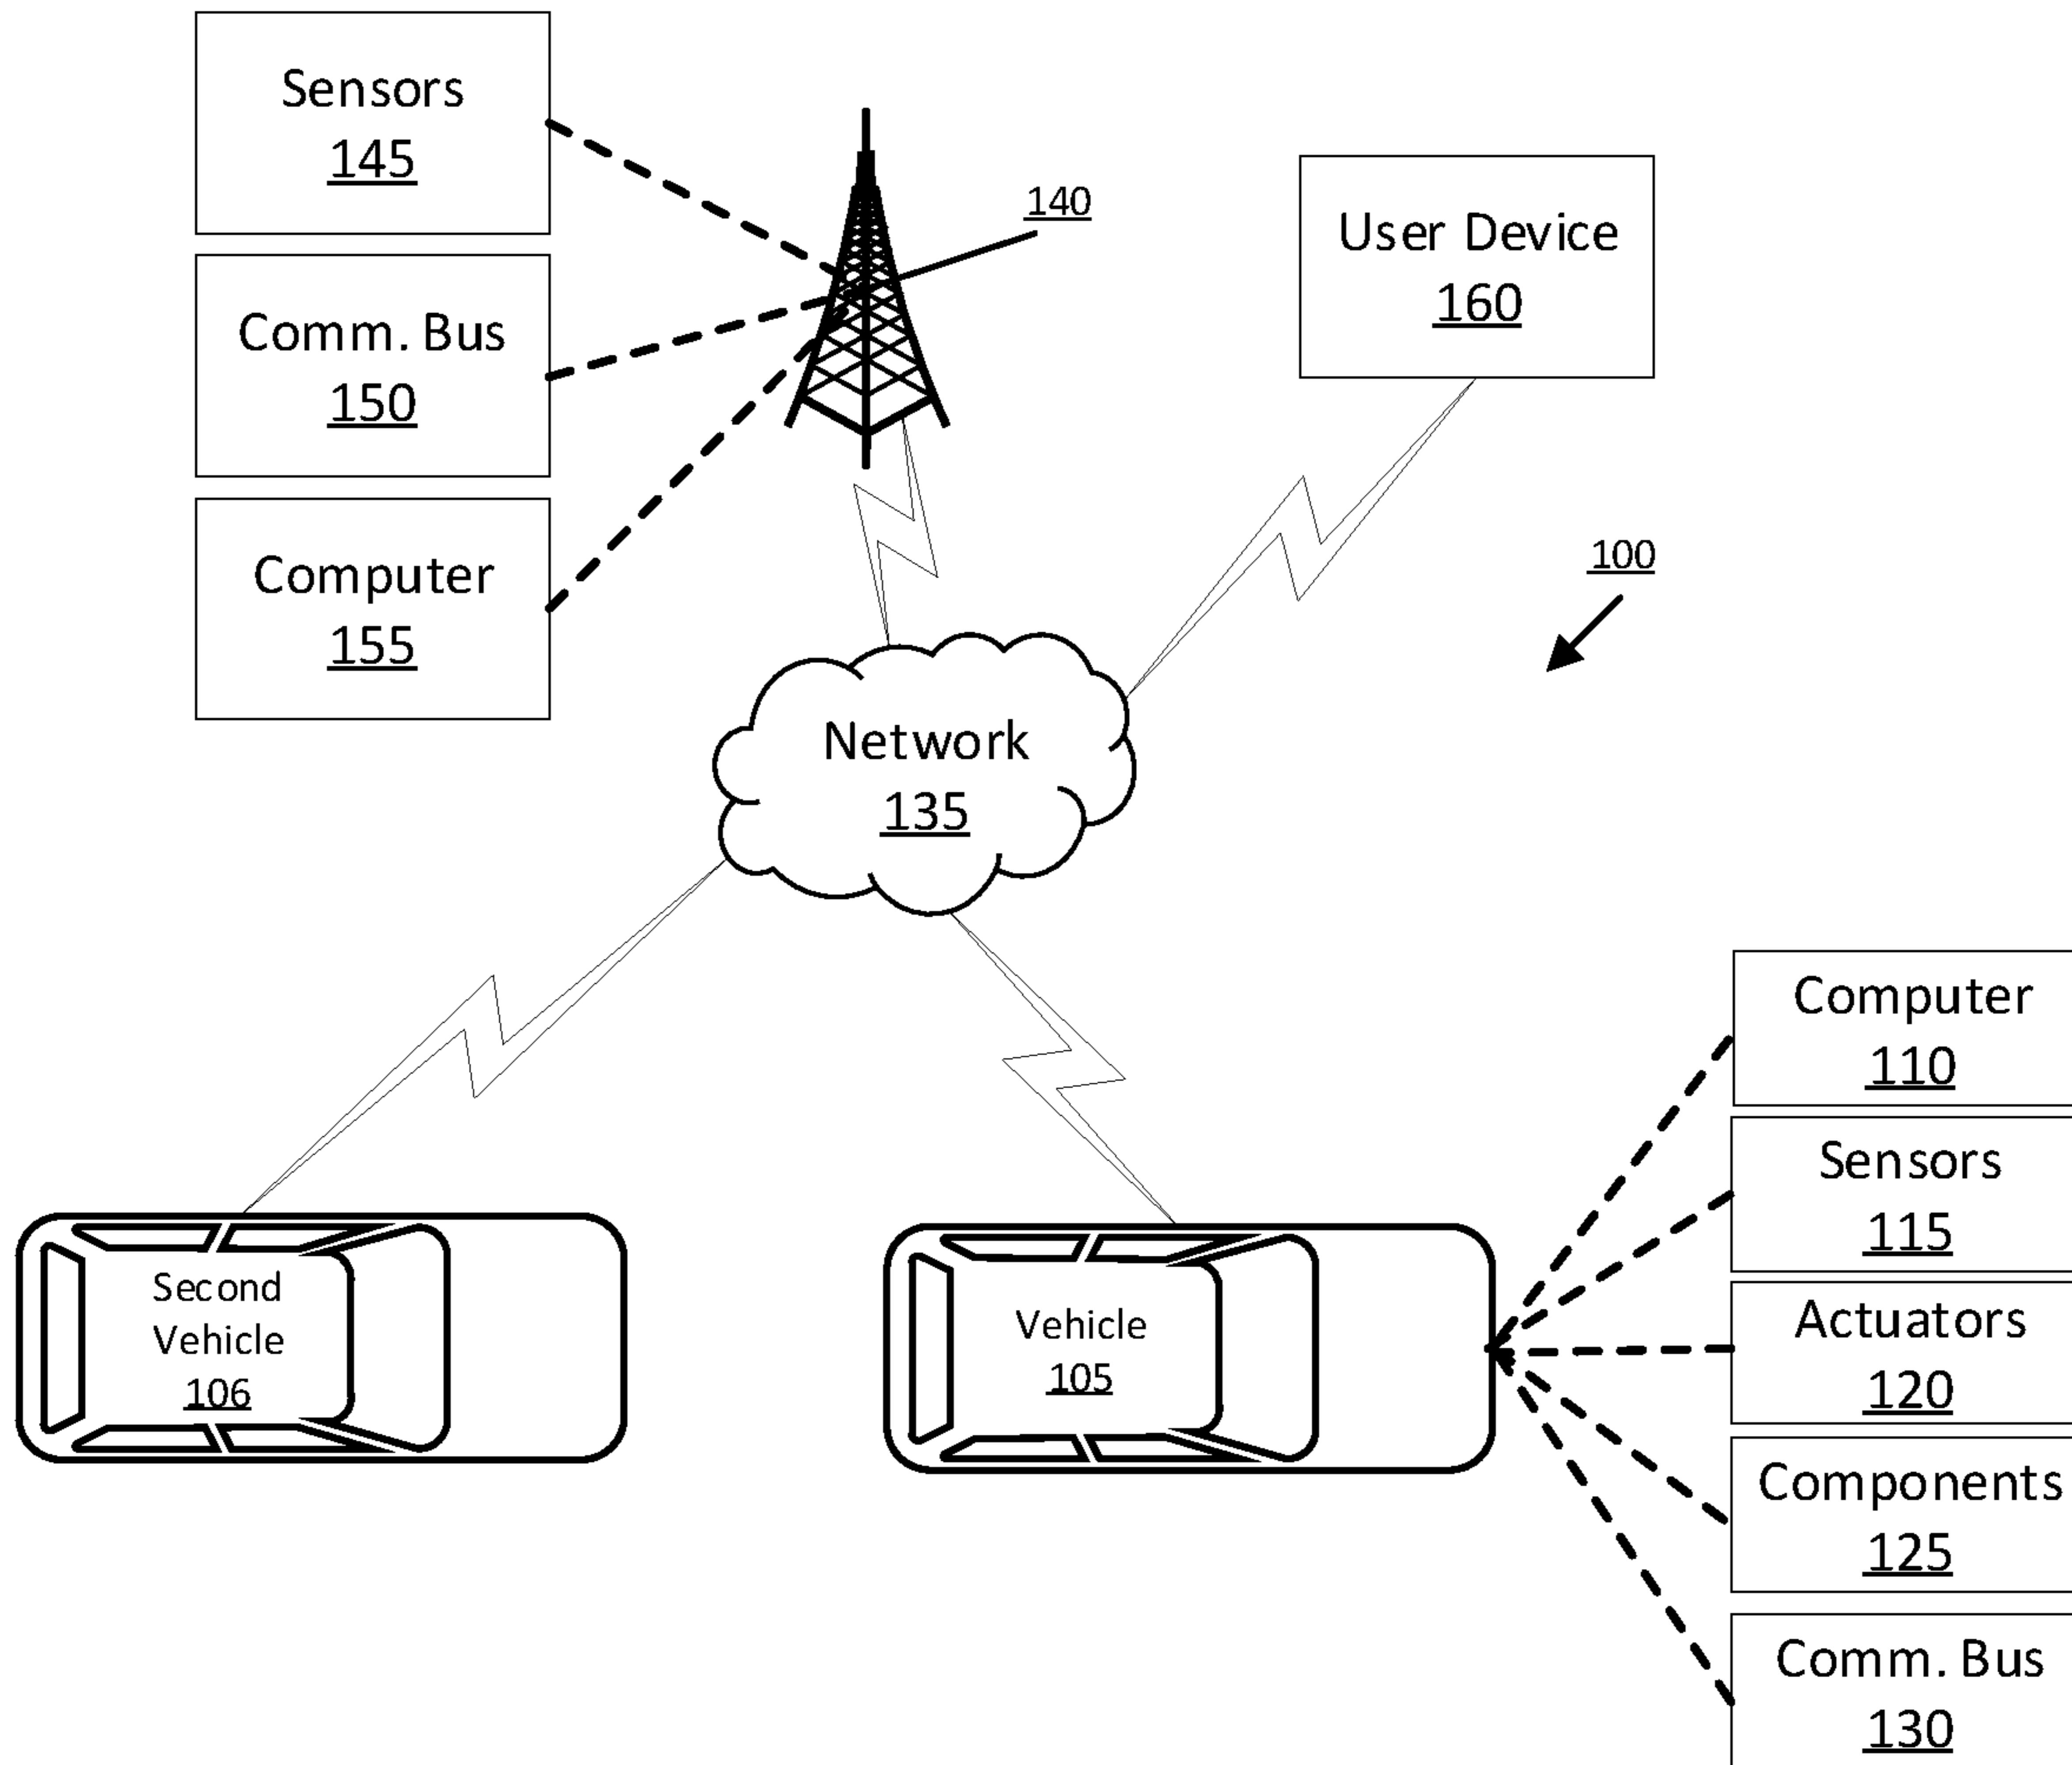 Sensors
145
140
User Device
160
Comm. Bus
150
Computer
155
100
Network
135
Computer
110
Sensors
115
Actuators
120
Components
125
Comm. Bus
130
Second
Vehicle
106
Vehicle
105